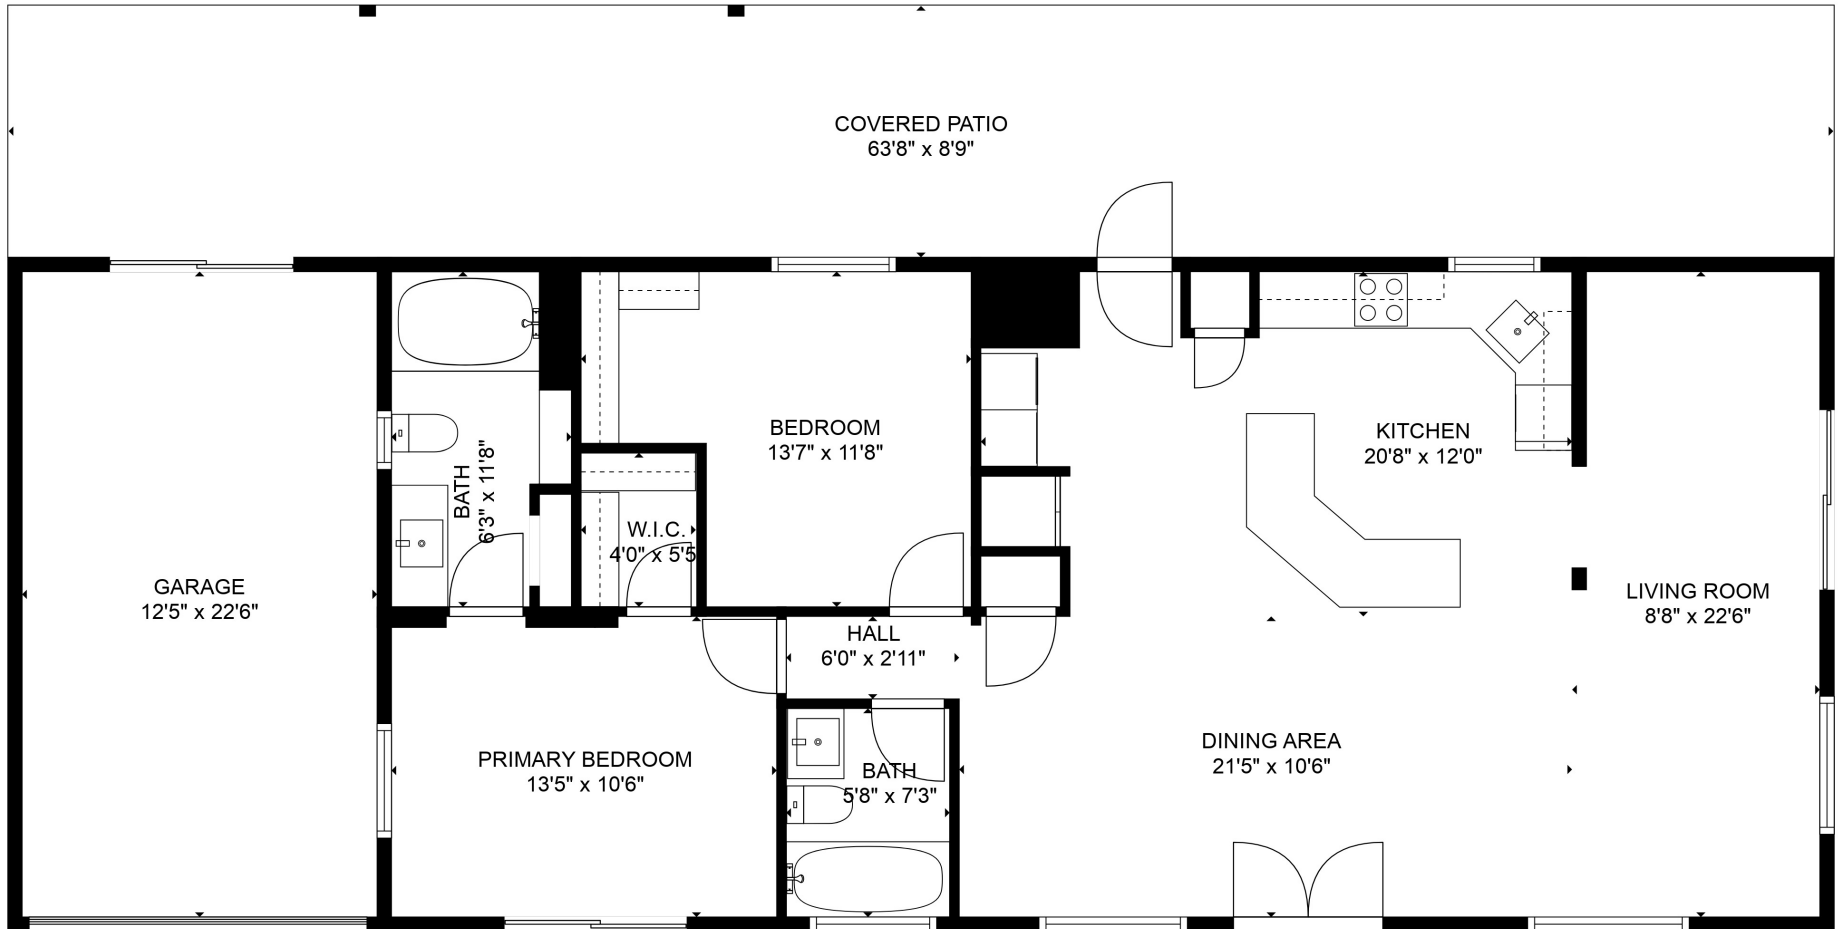 COVERED PATIO
63'8" x 8'9"
BEDROOM
13'7" x 11'8"
KITCHEN
20'8" x 12'0"
BATH
6'3" x 11'8"
W.I.C.
4'0" x 5'5
GARAGE
12'5" x 22'6"
LIVING ROOM
8'8" x 22'6"
HALL
6'0" x 2'11"
PRIMARY BEDROOM
13'5" x 10'6"
DINING AREA
21'5" x 10'6"
BATH
5'8" x 7'3"